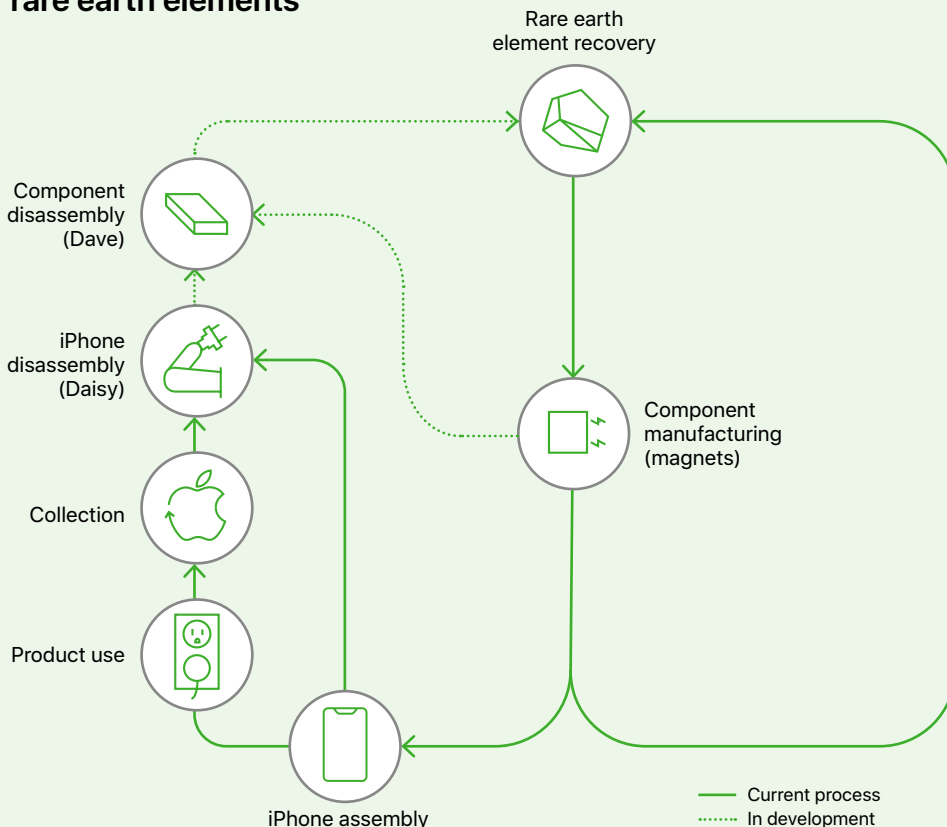 rare earth elements
Rare earth
element recovery
Component
disassembly
(Dave)
iPhone
disassembly
(Daisy)
Component
manufacturing
(magnets)
Collection
Product use
iPhone assembly
Current process
In development